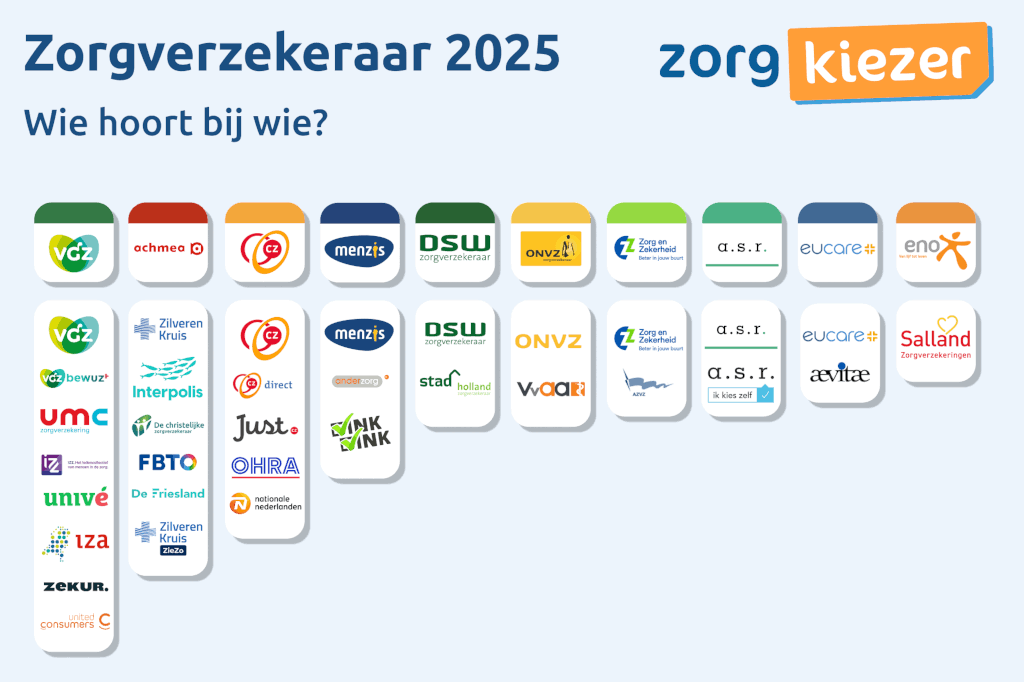 Zorgverzekeraar 2025
zorg kiezer
Wie hoort bij wie?
vgz
achmea
cz
menzis
DSW
zorgverzekeraar
ONVZ
Zorg en
Zekerheid
Beter in jouw buurt
a.s.r.
eucare
eno
vgz
vgz bewuzt
umc
zorgverzekering
IZZ
univé
iza
zekur.
united
consumers
Zilveren
Kruis
Interpolis
De christelijke
zorgverzekeraar
FBTO
De Friesland
Zilveren
Kruis
ZieZo
cz
cz direct
Just cz
OHRA
nationale
nederlanden
menzis
anderzorg
VINK
VINK
DSW
zorgverzekeraar
stad holland
zorgverzekeraar
ONVZ
VvAA
Zorg en
Zekerheid
Beter in jouw buurt
AZVZ
a.s.r.
a.s.r.
ik kies zelf
eucare
ævitæ
Salland
Zorgverzekeringen